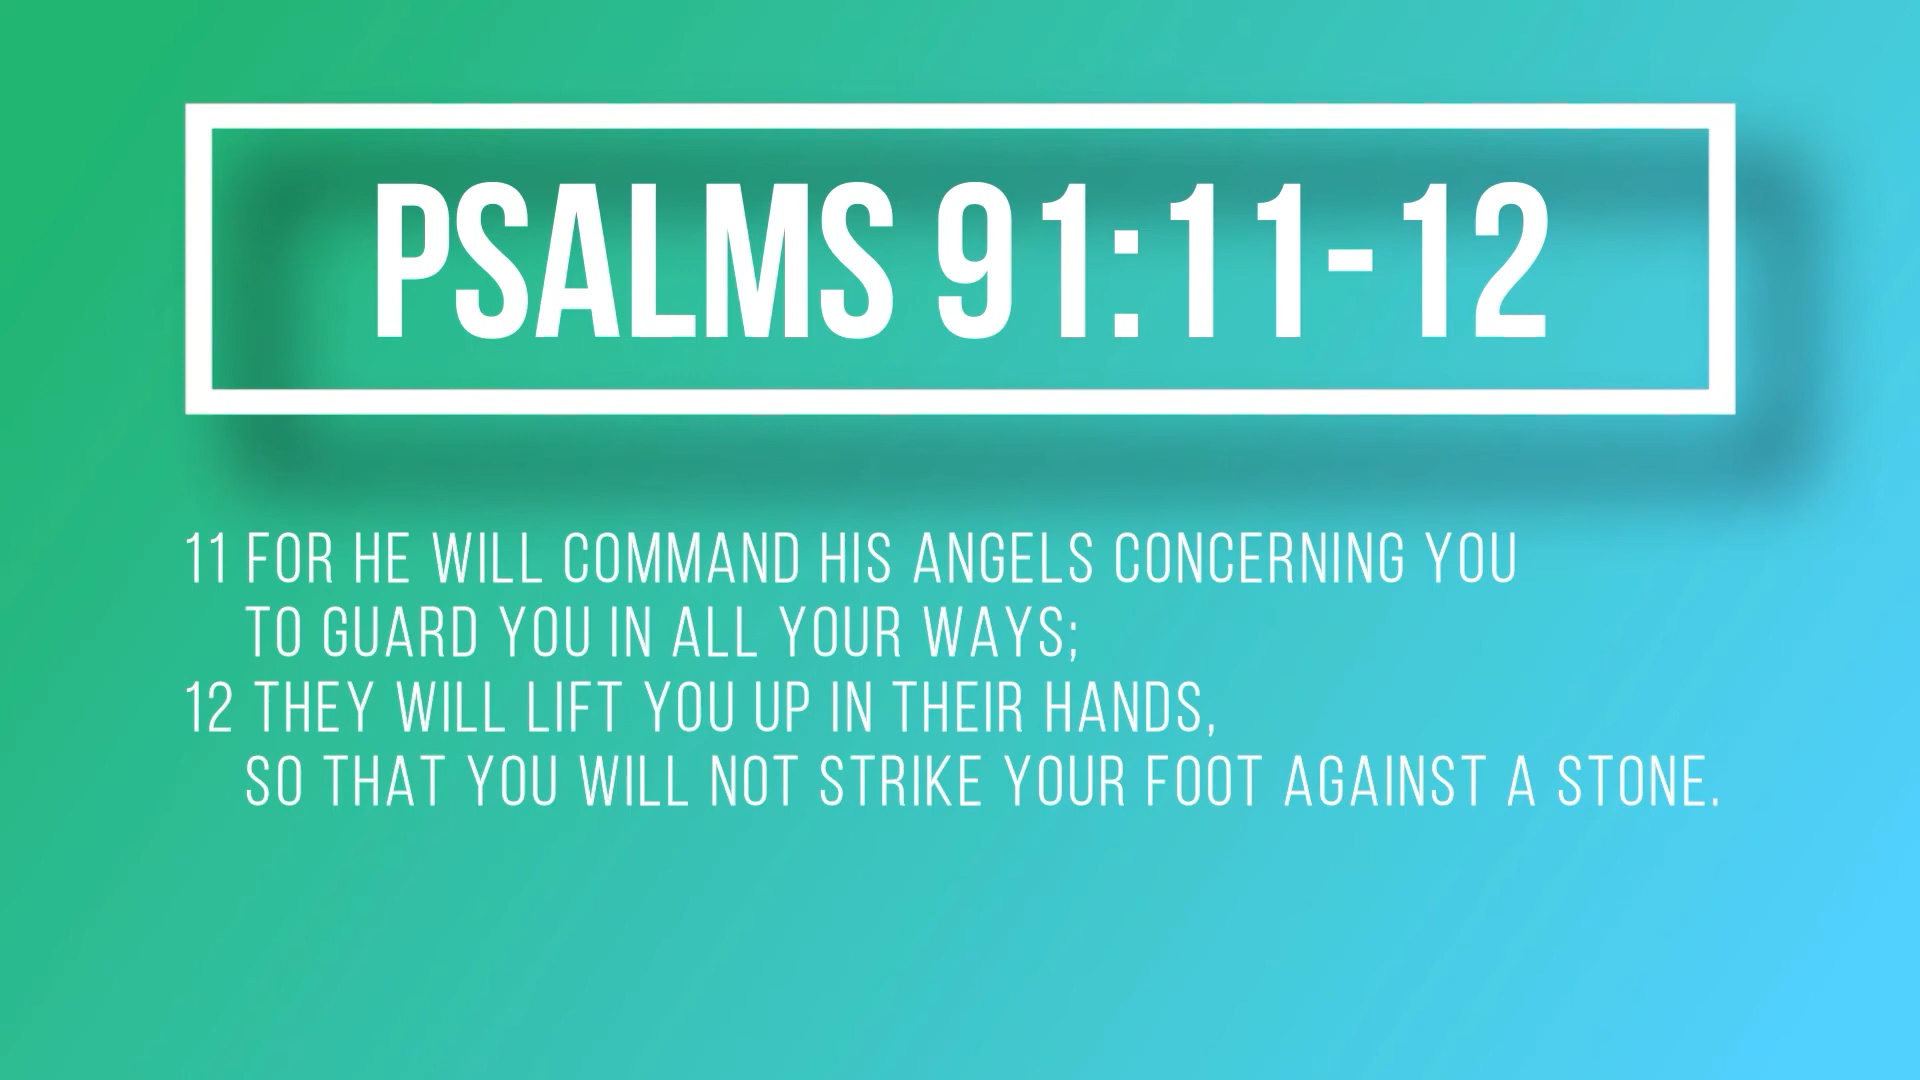 PSALMS 91:11-12
11 FOR HE WILL COMMAND HIS ANGELS CONCERNING YOU
TO GUARD YOU IN ALL YOUR WAYS;
12 THEY WILL LIFT YOU UP IN THEIR HANDS,
SO THAT YOU WILL NOT STRIKE YOUR FOOT AGAINST A STONE.